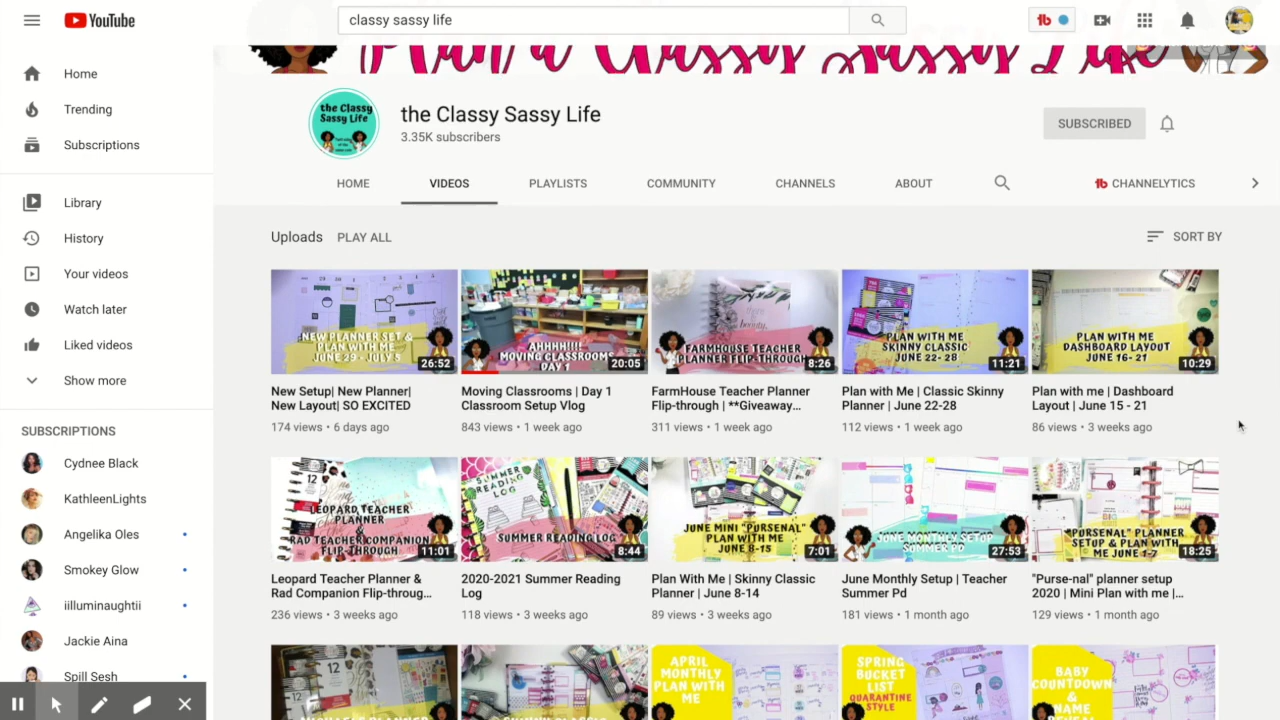 YouTube
classy sassy life
Plan a Classy Sassy Life
Home
Trending
Subscriptions
Library
History
Your videos
Watch later
Liked videos
Show more
SUBSCRIPTIONS
Cydnee Black
KathleenLights
Angelika Oles
Smokey Glow
iilluminaughtii
Jackie Aina
Spill Sesh
the Classy
Sassy Life
the Classy Sassy Life
3.35K subscribers
SUBSCRIBED
HOME
VIDEOS
PLAYLISTS
COMMUNITY
CHANNELS
ABOUT
tb CHANNELYTICS
Uploads
PLAY ALL
SORT BY
NEW PLANNER SET &
PLAN WITH ME
JUNE 29 - JULY 5
26:52
New Setup| New Planner|
New Layout| SO EXCITED
174 views • 6 days ago
AHHHH!!!!
MOVING CLASSROOMS
DAY 1
20:05
Moving Classrooms | Day 1
Classroom Setup Vlog
843 views • 1 week ago
FARMHOUSE TEACHER
PLANNER FLIP-THROUGH
8:26
FarmHouse Teacher Planner
Flip-through | **Giveaway...
311 views • 1 week ago
PLAN WITH ME
SKINNY CLASSIC
JUNE 22- 28
11:21
Plan with Me | Classic Skinny
Planner | June 22-28
112 views • 1 week ago
PLAN WITH ME
DASHBOARD LAYOUT
JUNE 16- 21
10:29
Plan with me | Dashboard
Layout | June 15 - 21
86 views • 3 weeks ago
LEOPARD TEACHER
PLANNER
&
RAD TEACHER COMPANION
FLIP-THROUGH
11:01
Leopard Teacher Planner &
Rad Companion Flip-throug...
236 views • 3 weeks ago
SUMMER
READING
LOG
SUMMER READING LOG
8:44
2020-2021 Summer Reading
Log
118 views • 3 weeks ago
JUNE MINI "PURSENAL"
PLAN WITH ME
JUNE 8-15
7:01
Plan With Me | Skinny Classic
Planner | June 8-14
89 views • 3 weeks ago
JUNE MONTHLY SETUP
SUMMER PD
27:53
June Monthly Setup | Teacher
Summer Pd
181 views • 1 month ago
"PURSENAL" PLANNER
SETUP & PLAN WITH
ME JUNE 1-7
18:25
"Purse-nal" planner setup
2020 | Mini Plan with me |...
129 views • 1 month ago
APRIL
MONTHLY
PLAN WITH
ME
SPRING
BUCKET
LIST
QUARANTINE
STYLE
BABY
COUNTDOWN
&
NAME